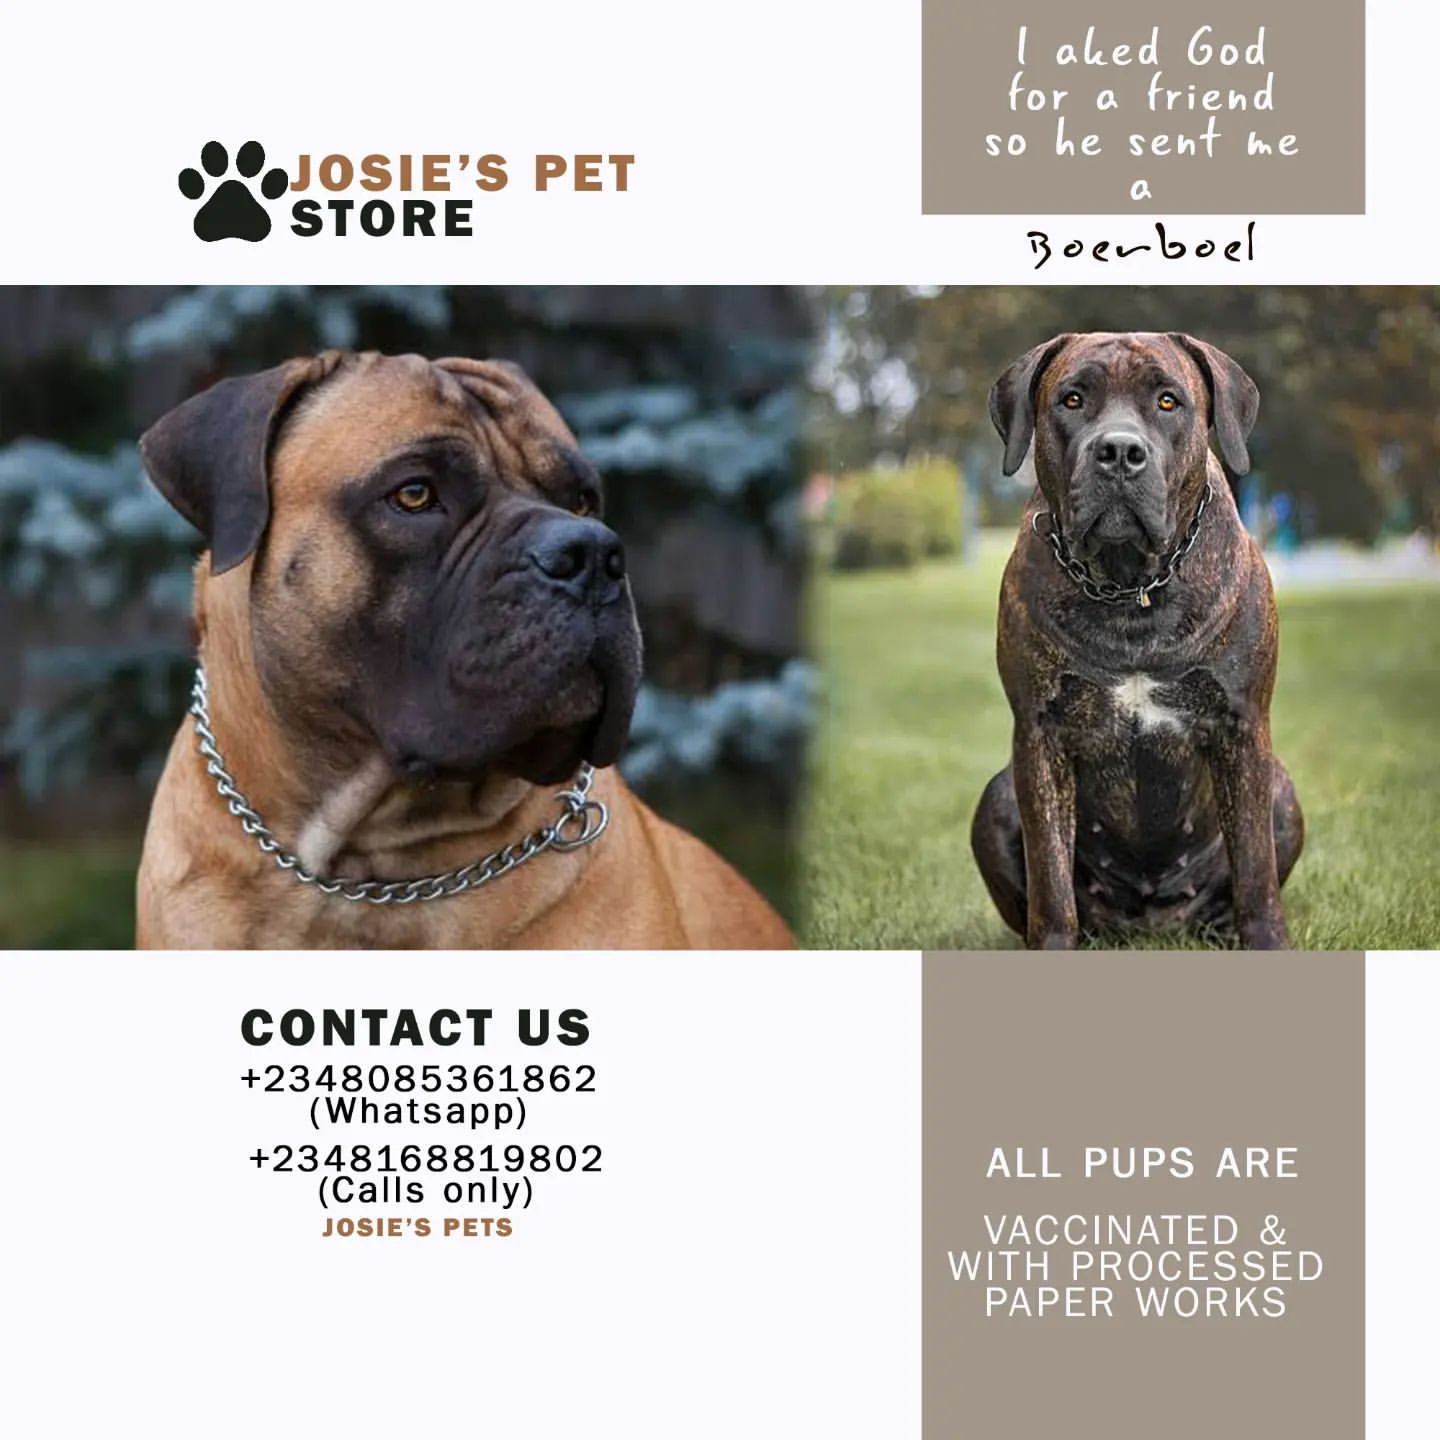 I aked God
for a friend
so he sent me
a
Boerboel
JOSIE'S PET
STORE
CONTACT US
+2348085361862
(Whatsapp)
+2348168819802
(Calls only)
JOSIE'S PETS
ALL PUPS ARE
VACCINATED &
WITH PROCESSED
PAPER WORKS